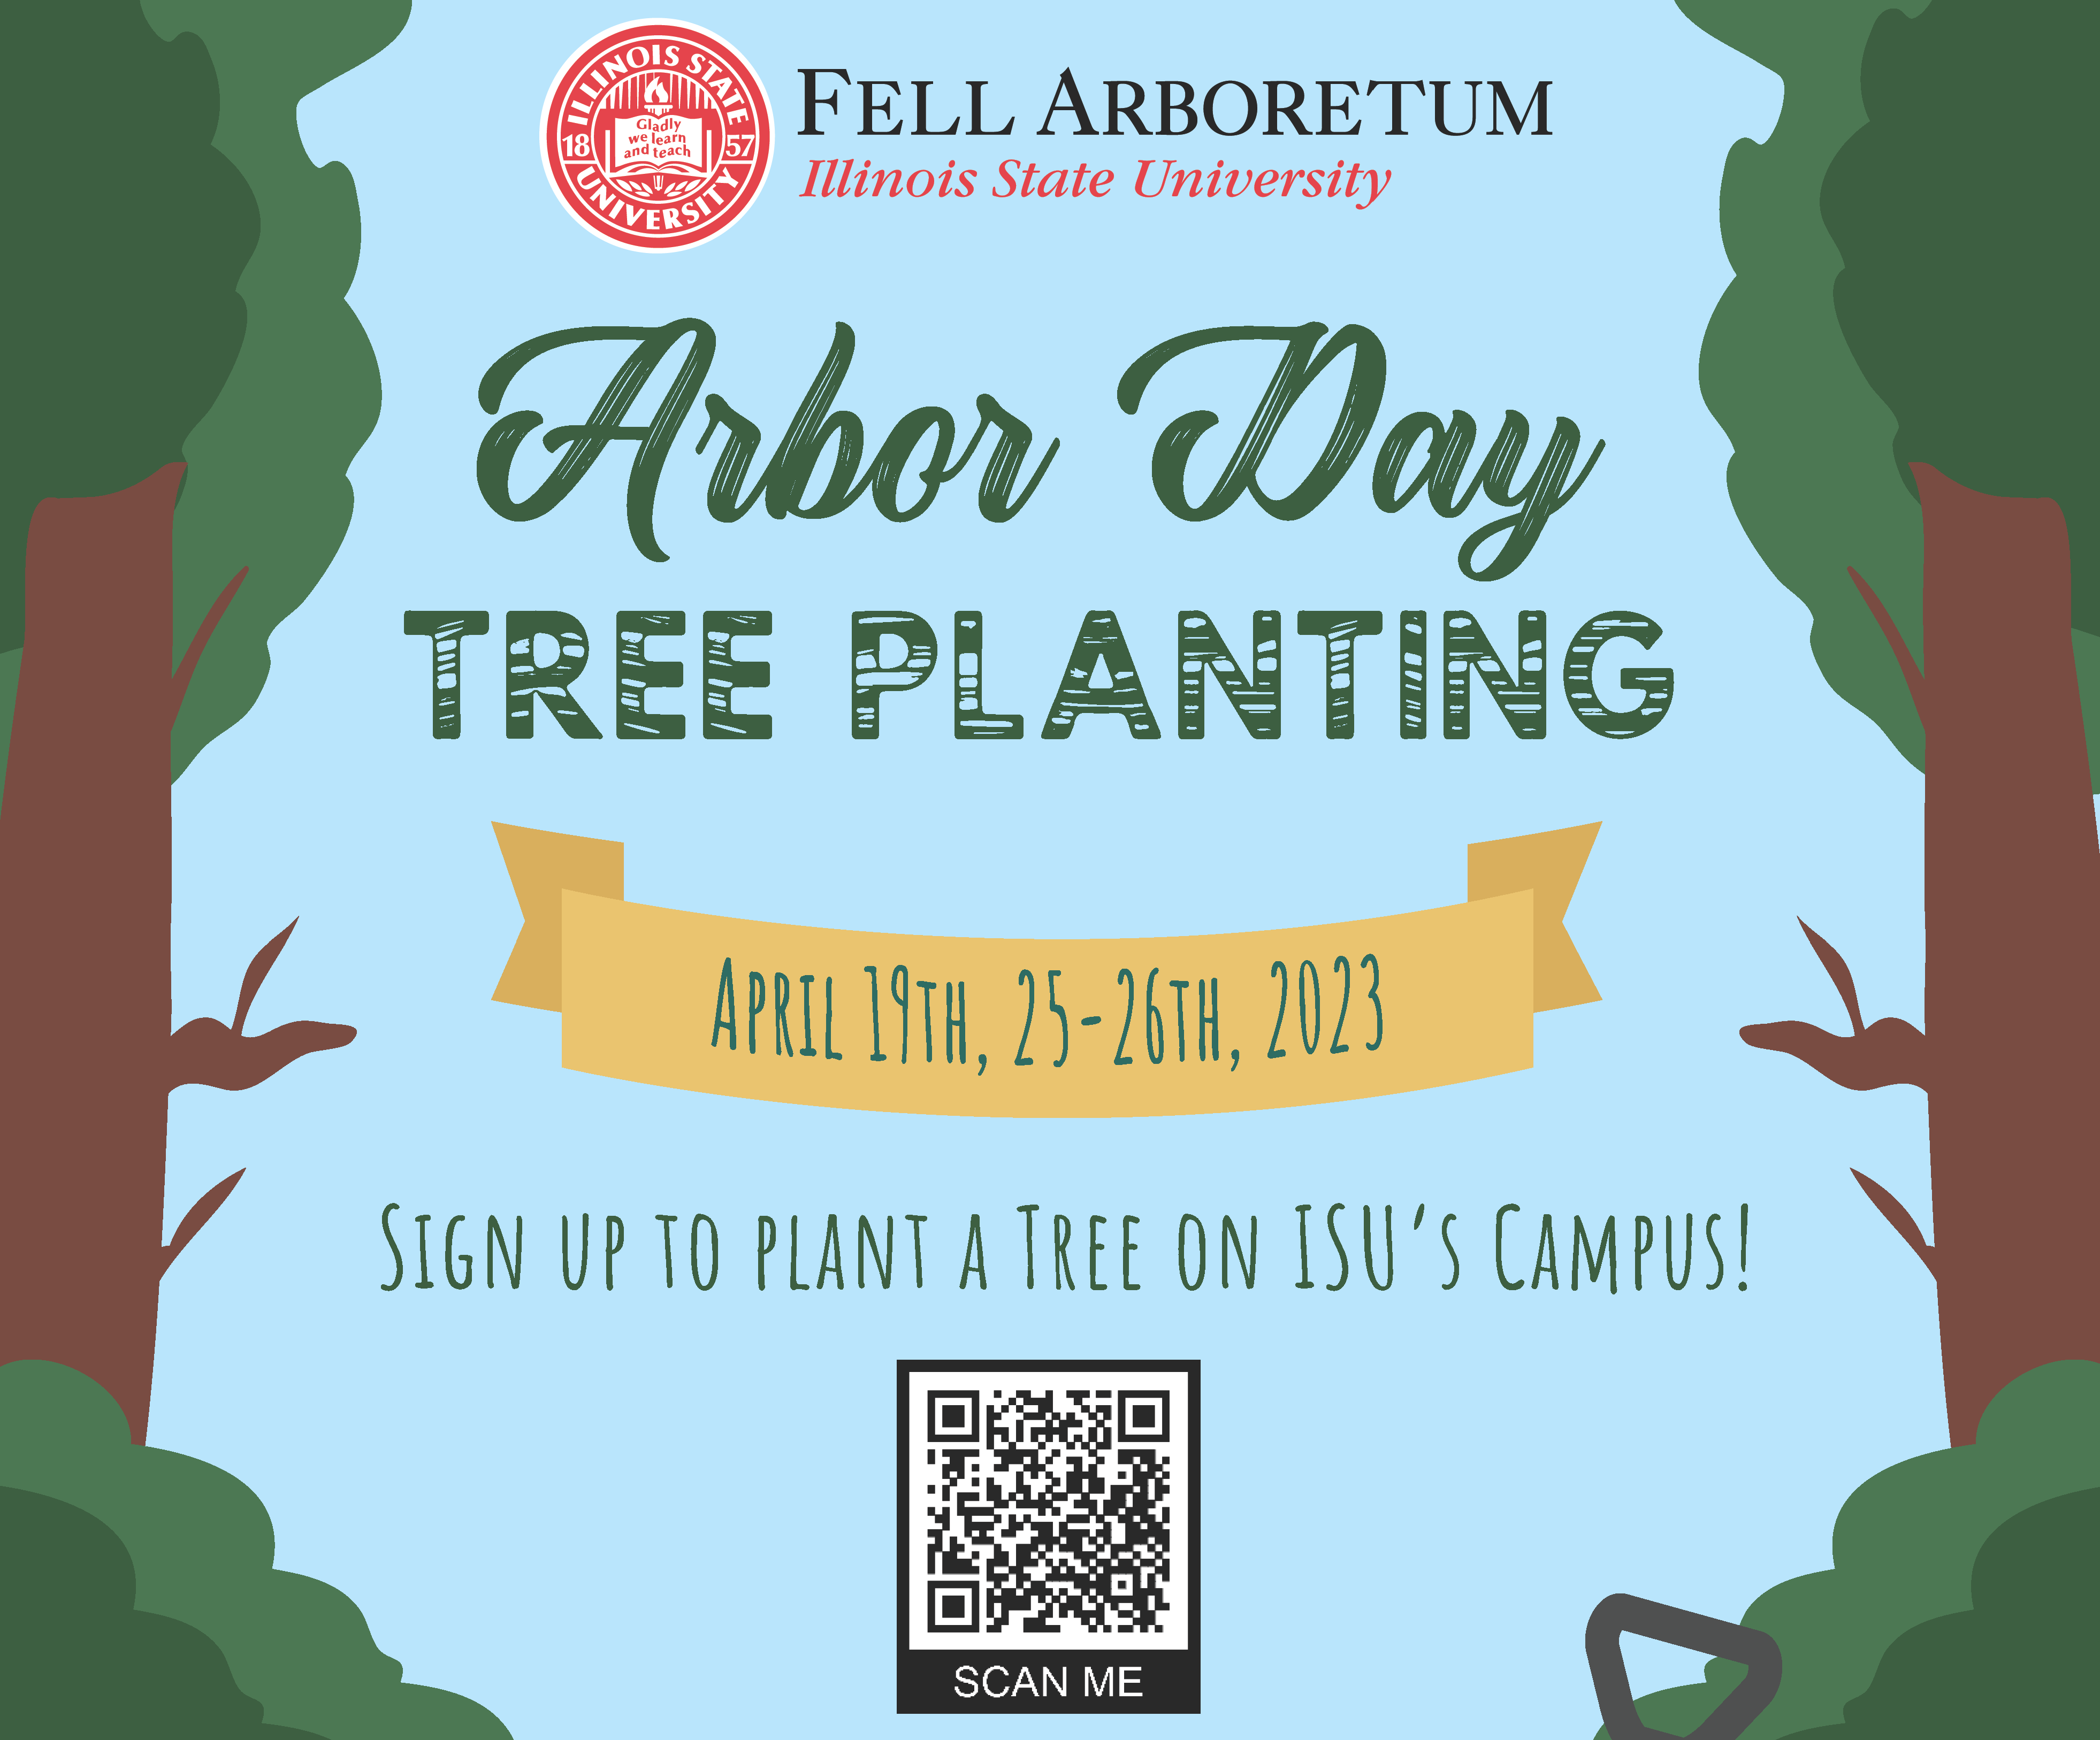 ILLINOIS STATE
18 57
Gladly
we learn
and teach
UNIVERSITY
FELL ARBORETUM
Illinois State University
Arbor Day
TREE PLANTING
APRIL 19TH, 25-26TH, 2023
SIGN UP TO PLANT A TREE ON ISU'S CAMPUS!
SCAN ME